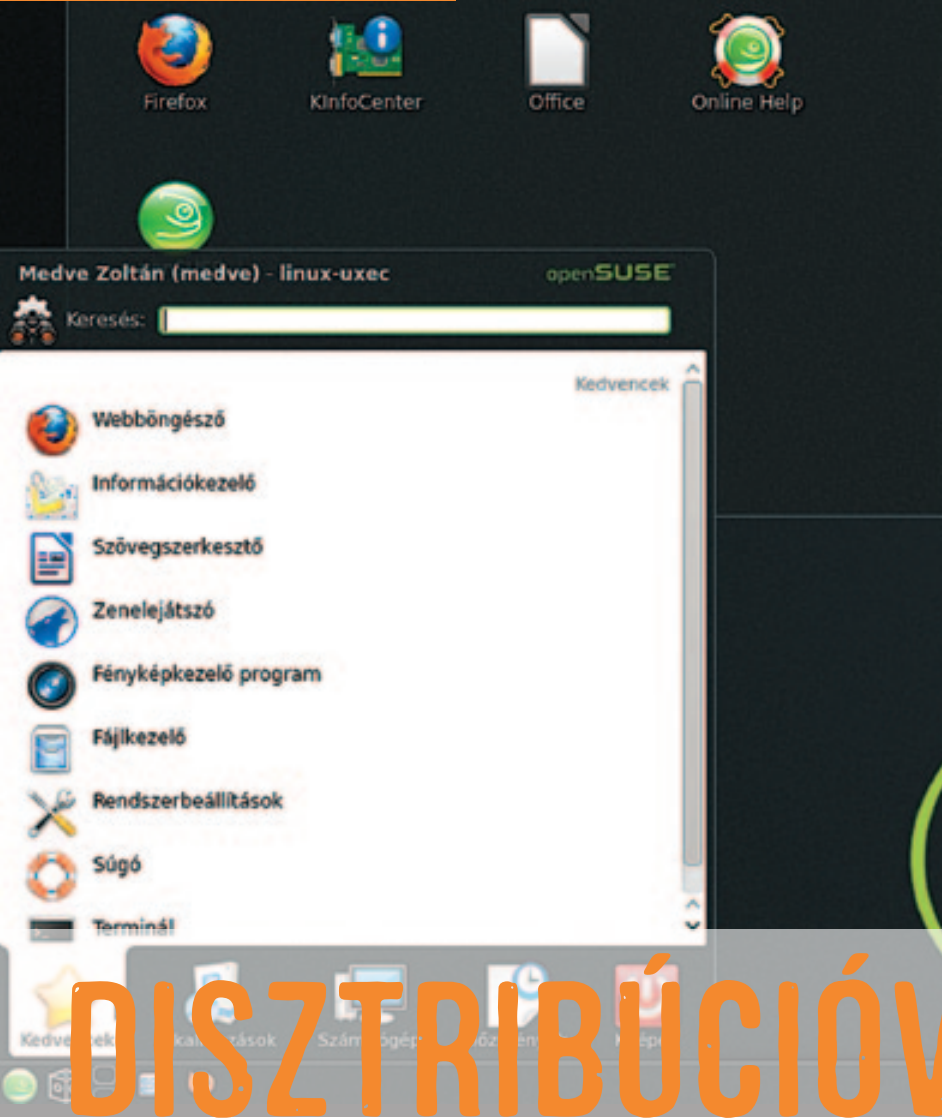 Firefox
KInfoCenter
Office
Online Help
Medve Zoltán (medve) - linux-uxec
openSUSE
Keresés:
Kedvencek
Webböngésző
Információkezelő
Szövegszerkesztő
Zenelejátszó
Fényképkezelő program
Fájlkezelő
Rendszerbeállítások
Súgó
Terminál
DISZTRIBÚCIÓV